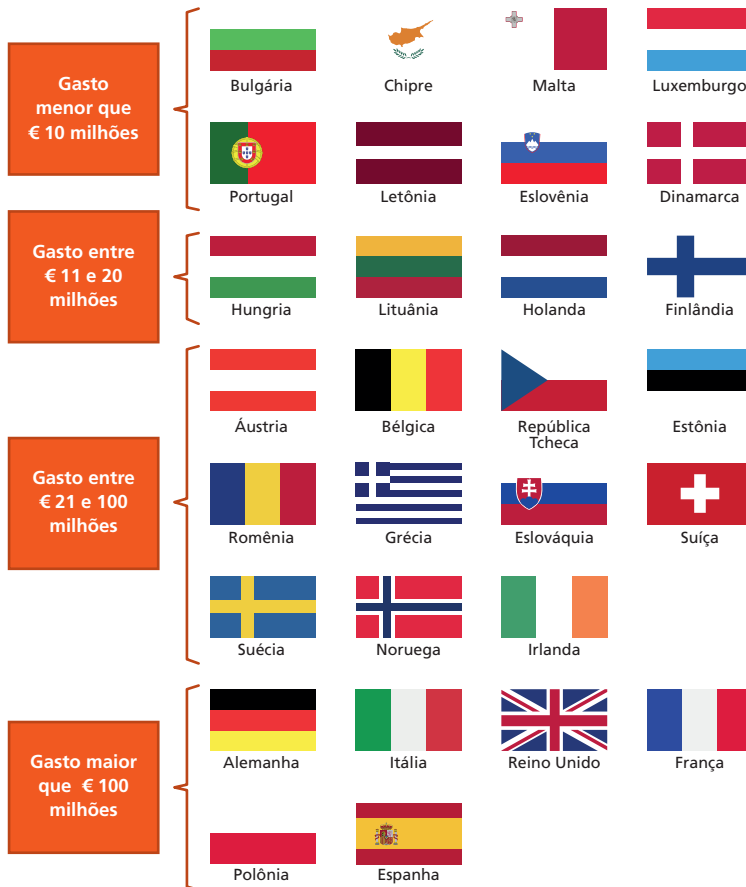 Gasto
menor que
€ 10 milhões
Bulgária
Chipre
Malta
Luxemburgo
Portugal
Letônia
Eslovênia
Dinamarca
Gasto entre
€ 11 e 20
milhões
Hungria
Lituânia
Holanda
Finlândia
Gasto entre
€ 21 e 100
milhões
Áustria
Bélgica
República
Tcheca
Estônia
Romênia
Grécia
Eslováquia
Suíça
Suécia
Noruega
Irlanda
Gasto maior
que € 100
milhões
Alemanha
Itália
Reino Unido
França
Polônia
Espanha